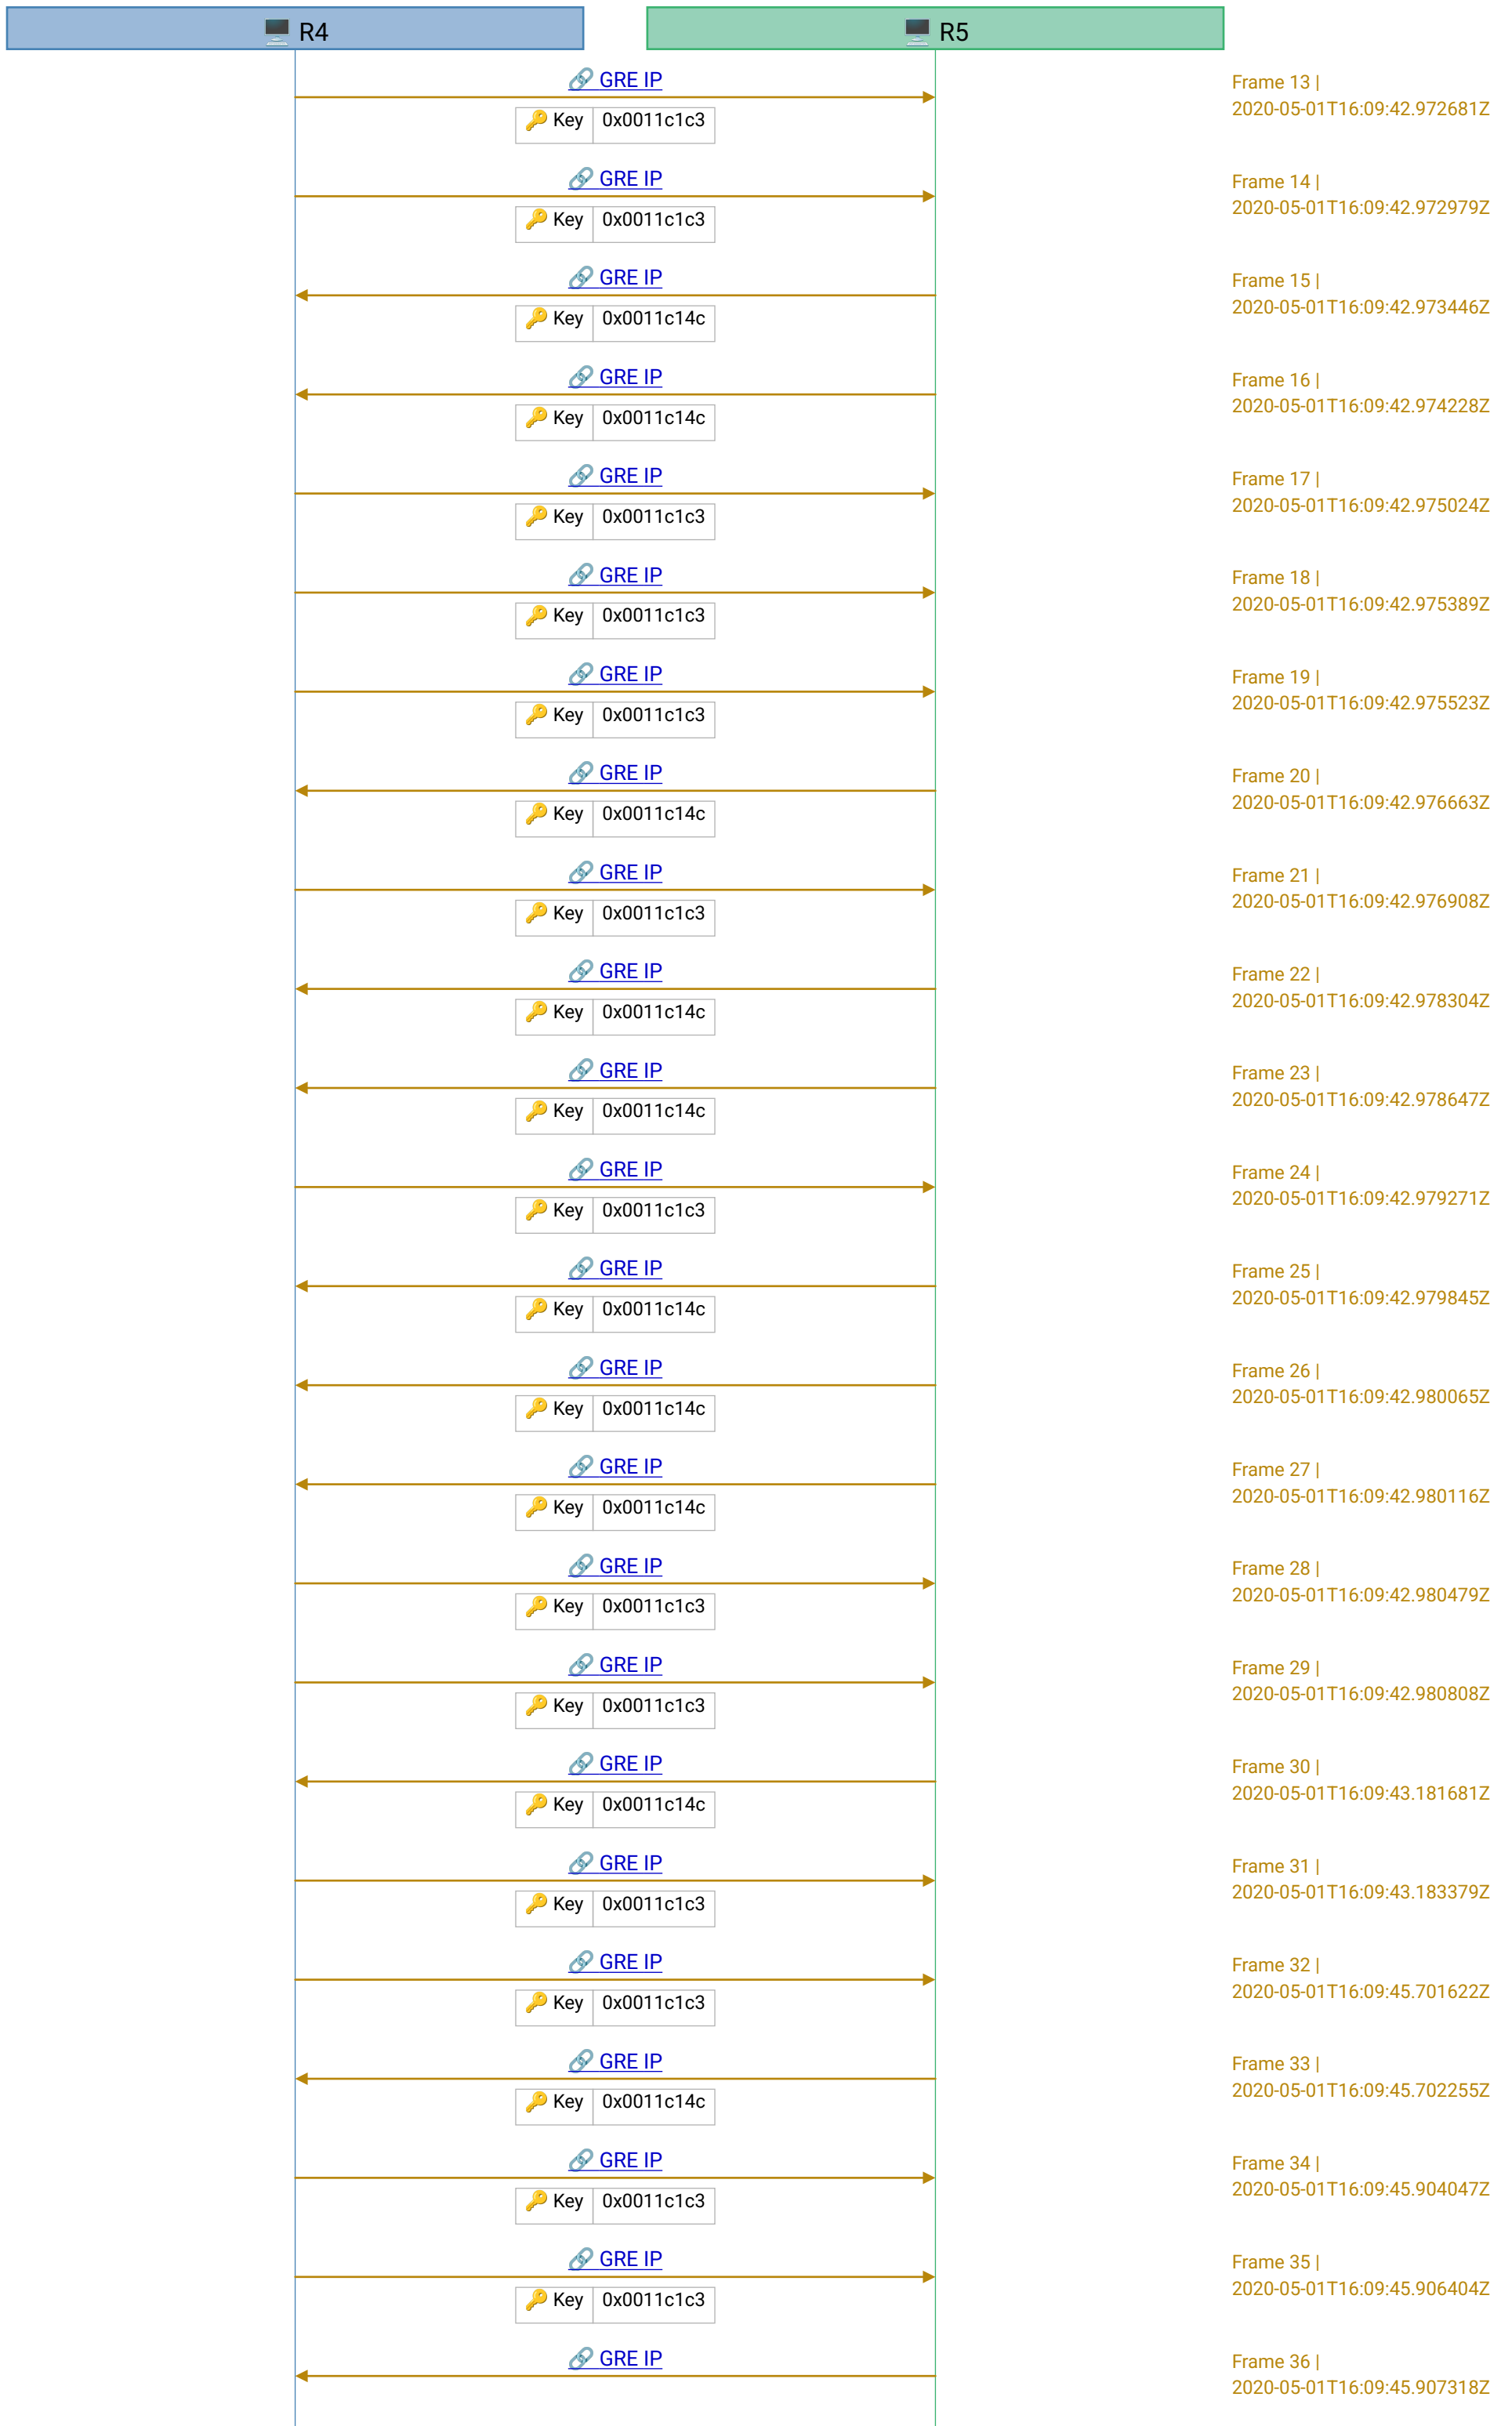 R4
R5
GRE IP
Frame 13 |
2020-05-01T16:09:42.972681Z
Key 0x0011c1c3
GRE IP
Frame 14 |
2020-05-01T16:09:42.972979Z
Key 0x0011c1c3
GRE IP
Frame 15 |
2020-05-01T16:09:42.973446Z
Key 0x0011c14c
GRE IP
Frame 16 |
2020-05-01T16:09:42.974228Z
Key 0x0011c14c
GRE IP
Frame 17 |
2020-05-01T16:09:42.975024Z
Key 0x0011c1c3
GRE IP
Frame 18 |
2020-05-01T16:09:42.975389Z
Key 0x0011c1c3
GRE IP
Frame 19 |
2020-05-01T16:09:42.975523Z
Key 0x0011c1c3
GRE IP
Frame 20 |
2020-05-01T16:09:42.976663Z
Key 0x0011c14c
GRE IP
Frame 21 |
2020-05-01T16:09:42.976908Z
Key 0x0011c1c3
GRE IP
Frame 22 |
2020-05-01T16:09:42.978304Z
Key 0x0011c14c
GRE IP
Frame 23 |
2020-05-01T16:09:42.978647Z
Key 0x0011c14c
GRE IP
Frame 24 |
2020-05-01T16:09:42.979271Z
Key 0x0011c1c3
GRE IP
Frame 25 |
2020-05-01T16:09:42.979845Z
Key 0x0011c14c
GRE IP
Frame 26 |
2020-05-01T16:09:42.980065Z
Key 0x0011c14c
GRE IP
Frame 27 |
2020-05-01T16:09:42.980116Z
Key 0x0011c14c
GRE IP
Frame 28 |
2020-05-01T16:09:42.980479Z
Key 0x0011c1c3
GRE IP
Frame 29 |
2020-05-01T16:09:42.980808Z
Key 0x0011c1c3
GRE IP
Frame 30 |
2020-05-01T16:09:43.181681Z
Key 0x0011c14c
GRE IP
Frame 31 |
2020-05-01T16:09:43.183379Z
Key 0x0011c1c3
GRE IP
Frame 32 |
2020-05-01T16:09:45.701622Z
Key 0x0011c1c3
GRE IP
Frame 33 |
2020-05-01T16:09:45.702255Z
Key 0x0011c14c
GRE IP
Frame 34 |
2020-05-01T16:09:45.904047Z
Key 0x0011c1c3
GRE IP
Frame 35 |
2020-05-01T16:09:45.906404Z
Key 0x0011c1c3
GRE IP
Frame 36 |
2020-05-01T16:09:45.907318Z